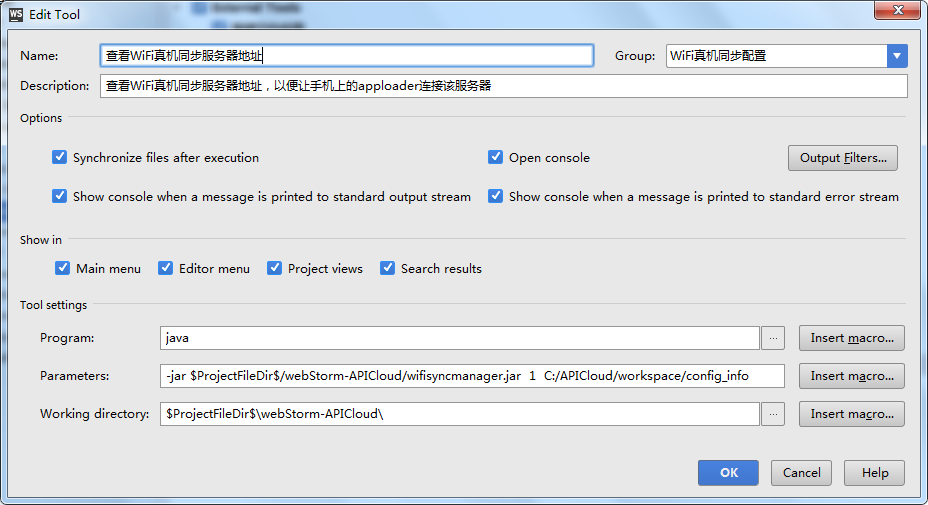 WS Edit Tool
External Tools
Name: 查看WiFi真机同步服务器地址 Group: WiFi真机同步配置
Description: 查看WiFi真机同步服务器地址，以便让手机上的apploader连接该服务器
Options
Synchronize files after execution Open console Output Filters...
Show console when a message is printed to standard output stream Show console when a message is printed to standard error stream
Show in
Main menu Editor menu Project views Search results
Tool settings
Program: java ... Insert macro...
Parameters: -jar $ProjectFileDir$/webStorm-APICloud/wifisyncmanager.jar 1 C:/APICloud/workspace/config_info Insert macro...
Working directory: $ProjectFileDir$\webStorm-APICloud\ ... Insert macro...
OK Cancel Help